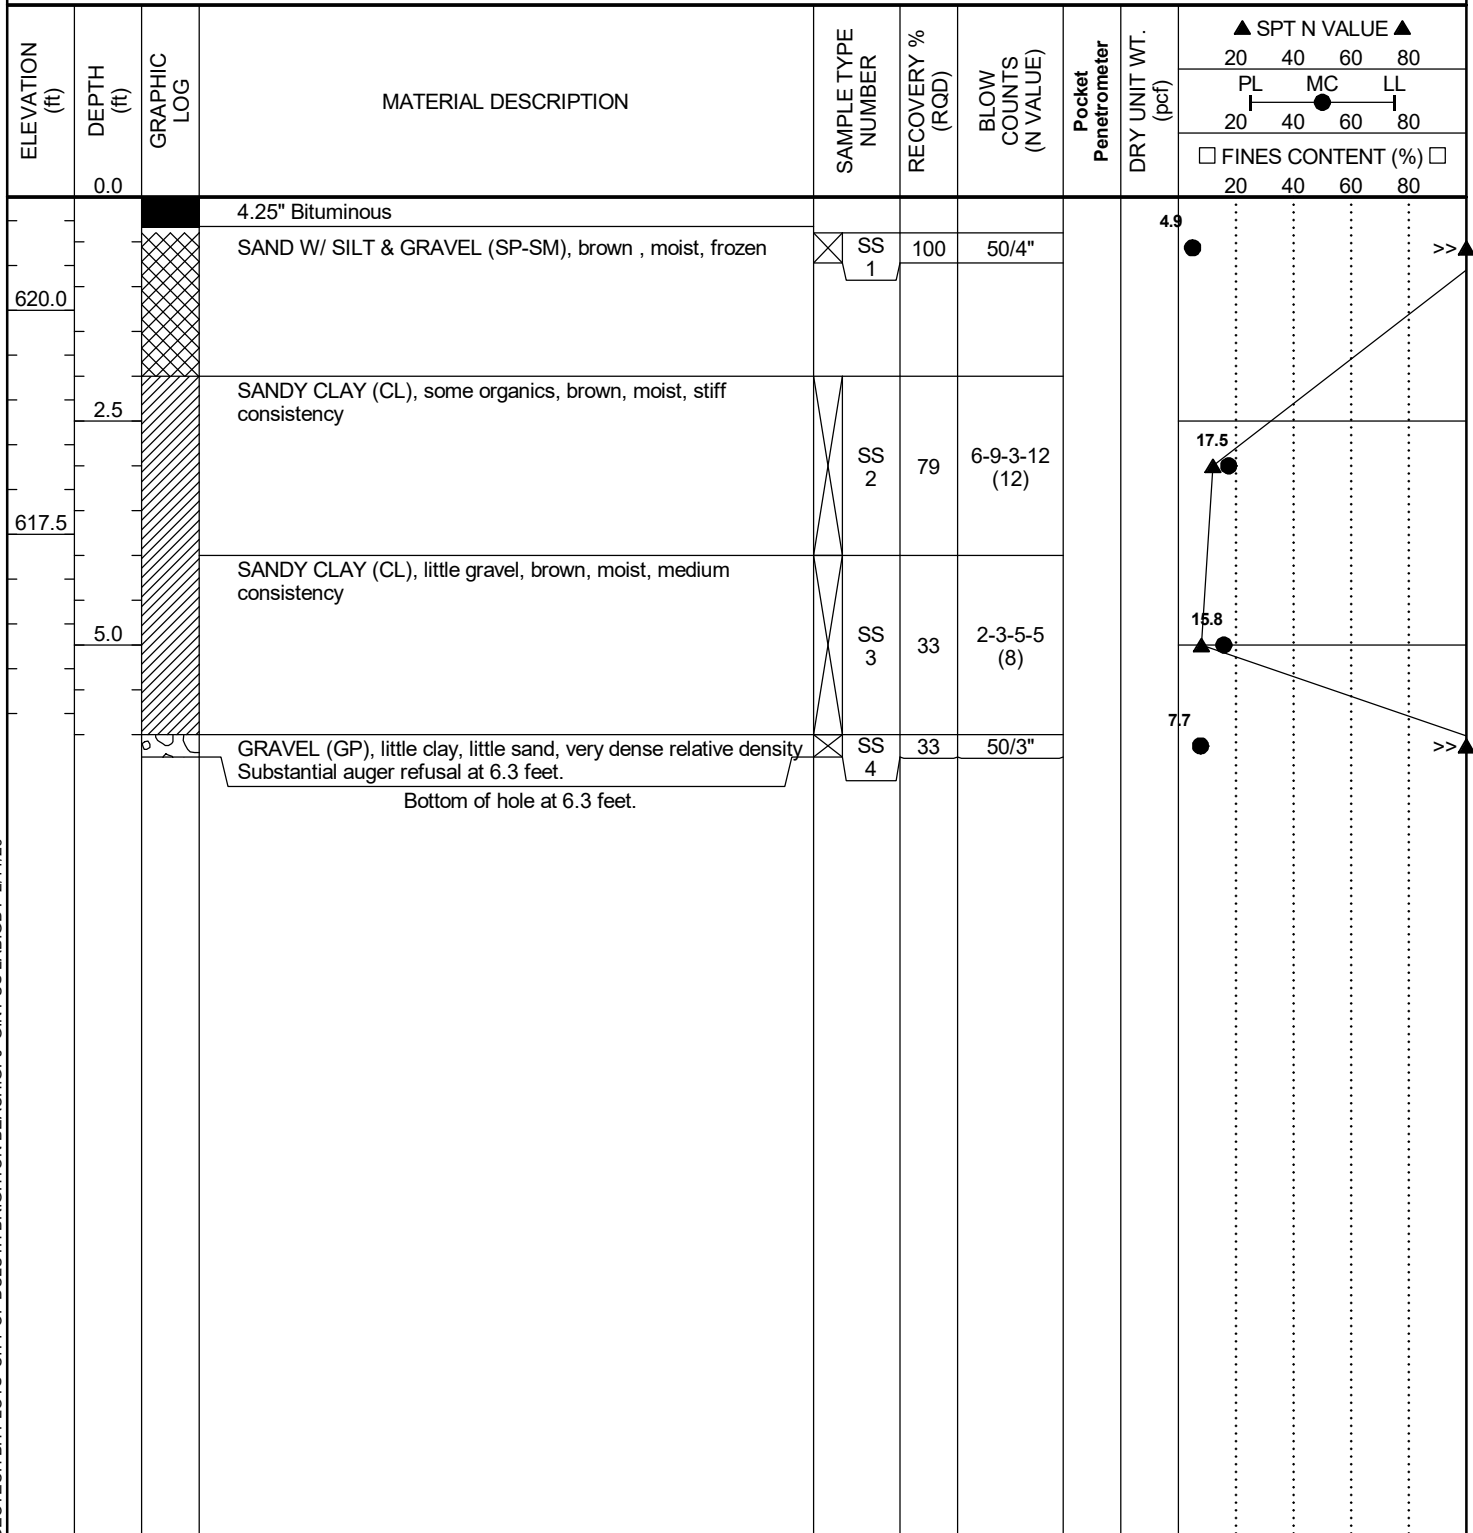 ELEVATION
(ft)
DEPTH
(ft)
0.0
GRAPHIC
LOG
MATERIAL DESCRIPTION
SAMPLE TYPE
NUMBER
RECOVERY %
(RQD)
BLOW
COUNTS
(N VALUE)
Pocket
Penetrometer
DRY UNIT WT.
(pcf)
▲ SPT N VALUE ▲
20 40 60 80
PL MC LL
20 40 60 80
☐ FINES CONTENT (%) ☐
20 40 60 80
4.25" Bituminous
4.9
SAND W/ SILT & GRAVEL (SP-SM), brown , moist, frozen
SS
1
100
50/4"
>>
620.0
SANDY CLAY (CL), some organics, brown, moist, stiff
consistency
2.5
SS
2
79
6-9-3-12
(12)
17.5
617.5
SANDY CLAY (CL), little gravel, brown, moist, medium
consistency
5.0
SS
3
33
2-3-5-5
(8)
15.8
7.7
GRAVEL (GP), little clay, little sand, very dense relative density
Substantial auger refusal at 6.3 feet.
SS
4
33
50/3"
>>
Bottom of hole at 6.3 feet.